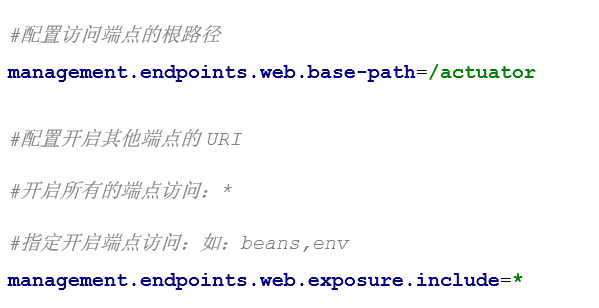 #配置访问端点的根路径
management.endpoints.web.base-path=/actuator
#配置开启其他端点的 URI
#开启所有的端点访问：*
#指定开启端点访问：如：beans,env
management.endpoints.web.exposure.include=*